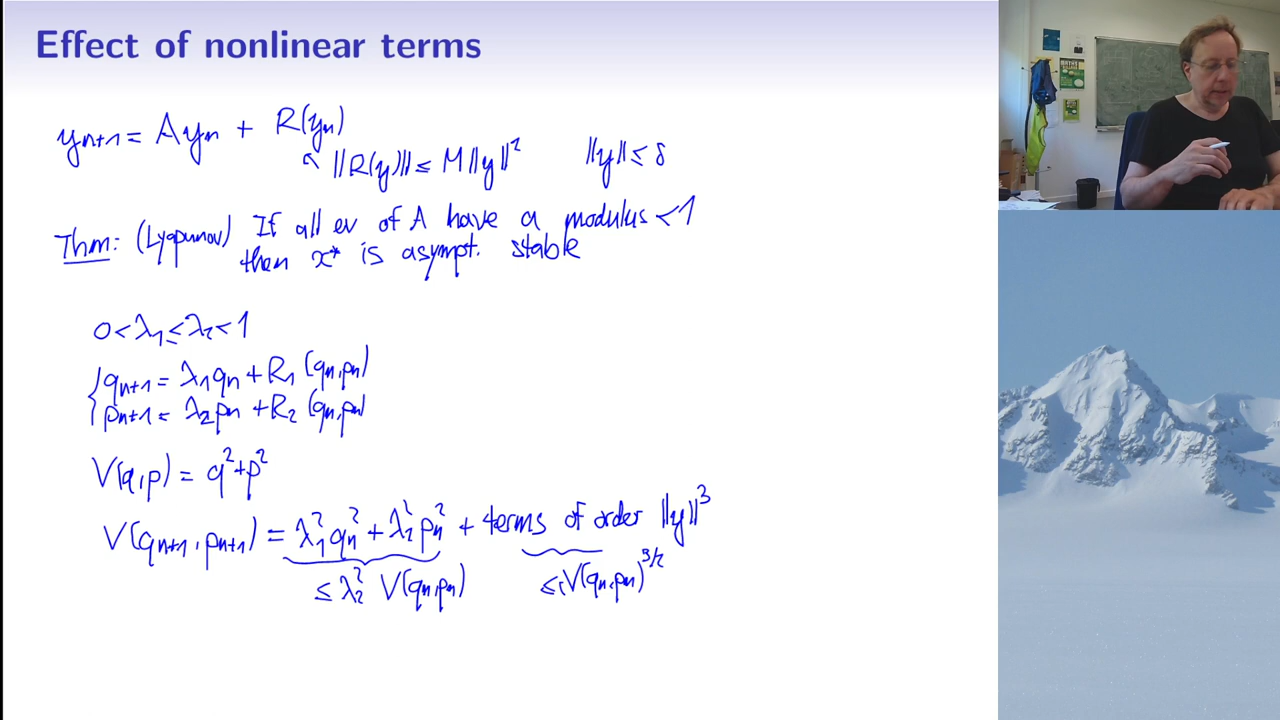 Effect of nonlinear terms
yₙ₊₁ = A yₙ + R(yₙ)
‖R(y)‖ ≤ M‖y‖² ‖y‖ ≤ δ
Thm: (Lyapunov) If all ev of A have a modulus < 1
then x* is asympt. stable
0 < λ₁ ≤ λ₂ < 1
qₙ₊₁ = λ₁qₙ + R₁(qₙ,pₙ)
pₙ₊₁ = λ₂pₙ + R₂(qₙ,pₙ)
V(q,p) = q² + p²
V(qₙ₊₁,pₙ₊₁) = λ₁²qₙ² + λ₂²pₙ² + terms of order ‖y‖³
≤ λ₂² V(qₙ,pₙ) ≤ c V(qₙ,pₙ)^3/2